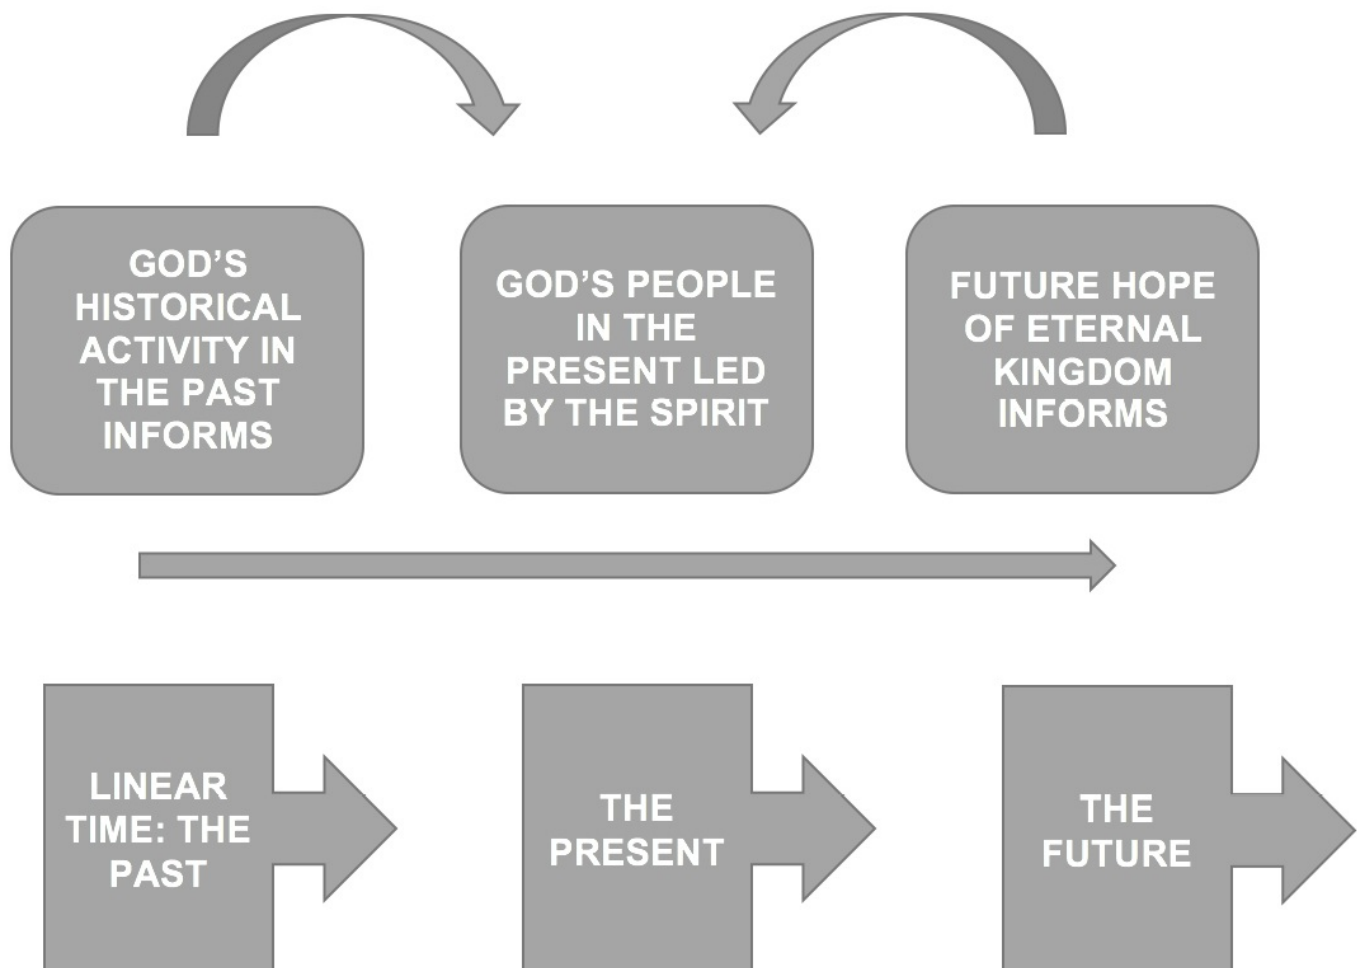 GOD’S
HISTORICAL
ACTIVITY IN
THE PAST
INFORMS
GOD’S PEOPLE
IN THE
PRESENT LED
BY THE SPIRIT
FUTURE HOPE
OF ETERNAL
KINGDOM
INFORMS
LINEAR
TIME: THE
PAST
THE
PRESENT
THE
FUTURE